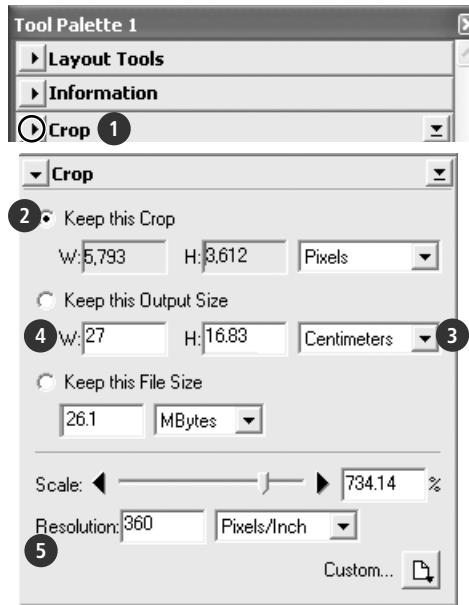 Tool Palette 1
Layout Tools
Information
Crop 1
Crop
2 Keep this Crop
W: 5,793 H: 3,612 Pixels
Keep this Output Size
4 W: 27 H: 16.83 Centimeters 3
Keep this File Size
26.1 MBytes
Scale: 734.14 %
Resolution: 360 Pixels/Inch
5
Custom...